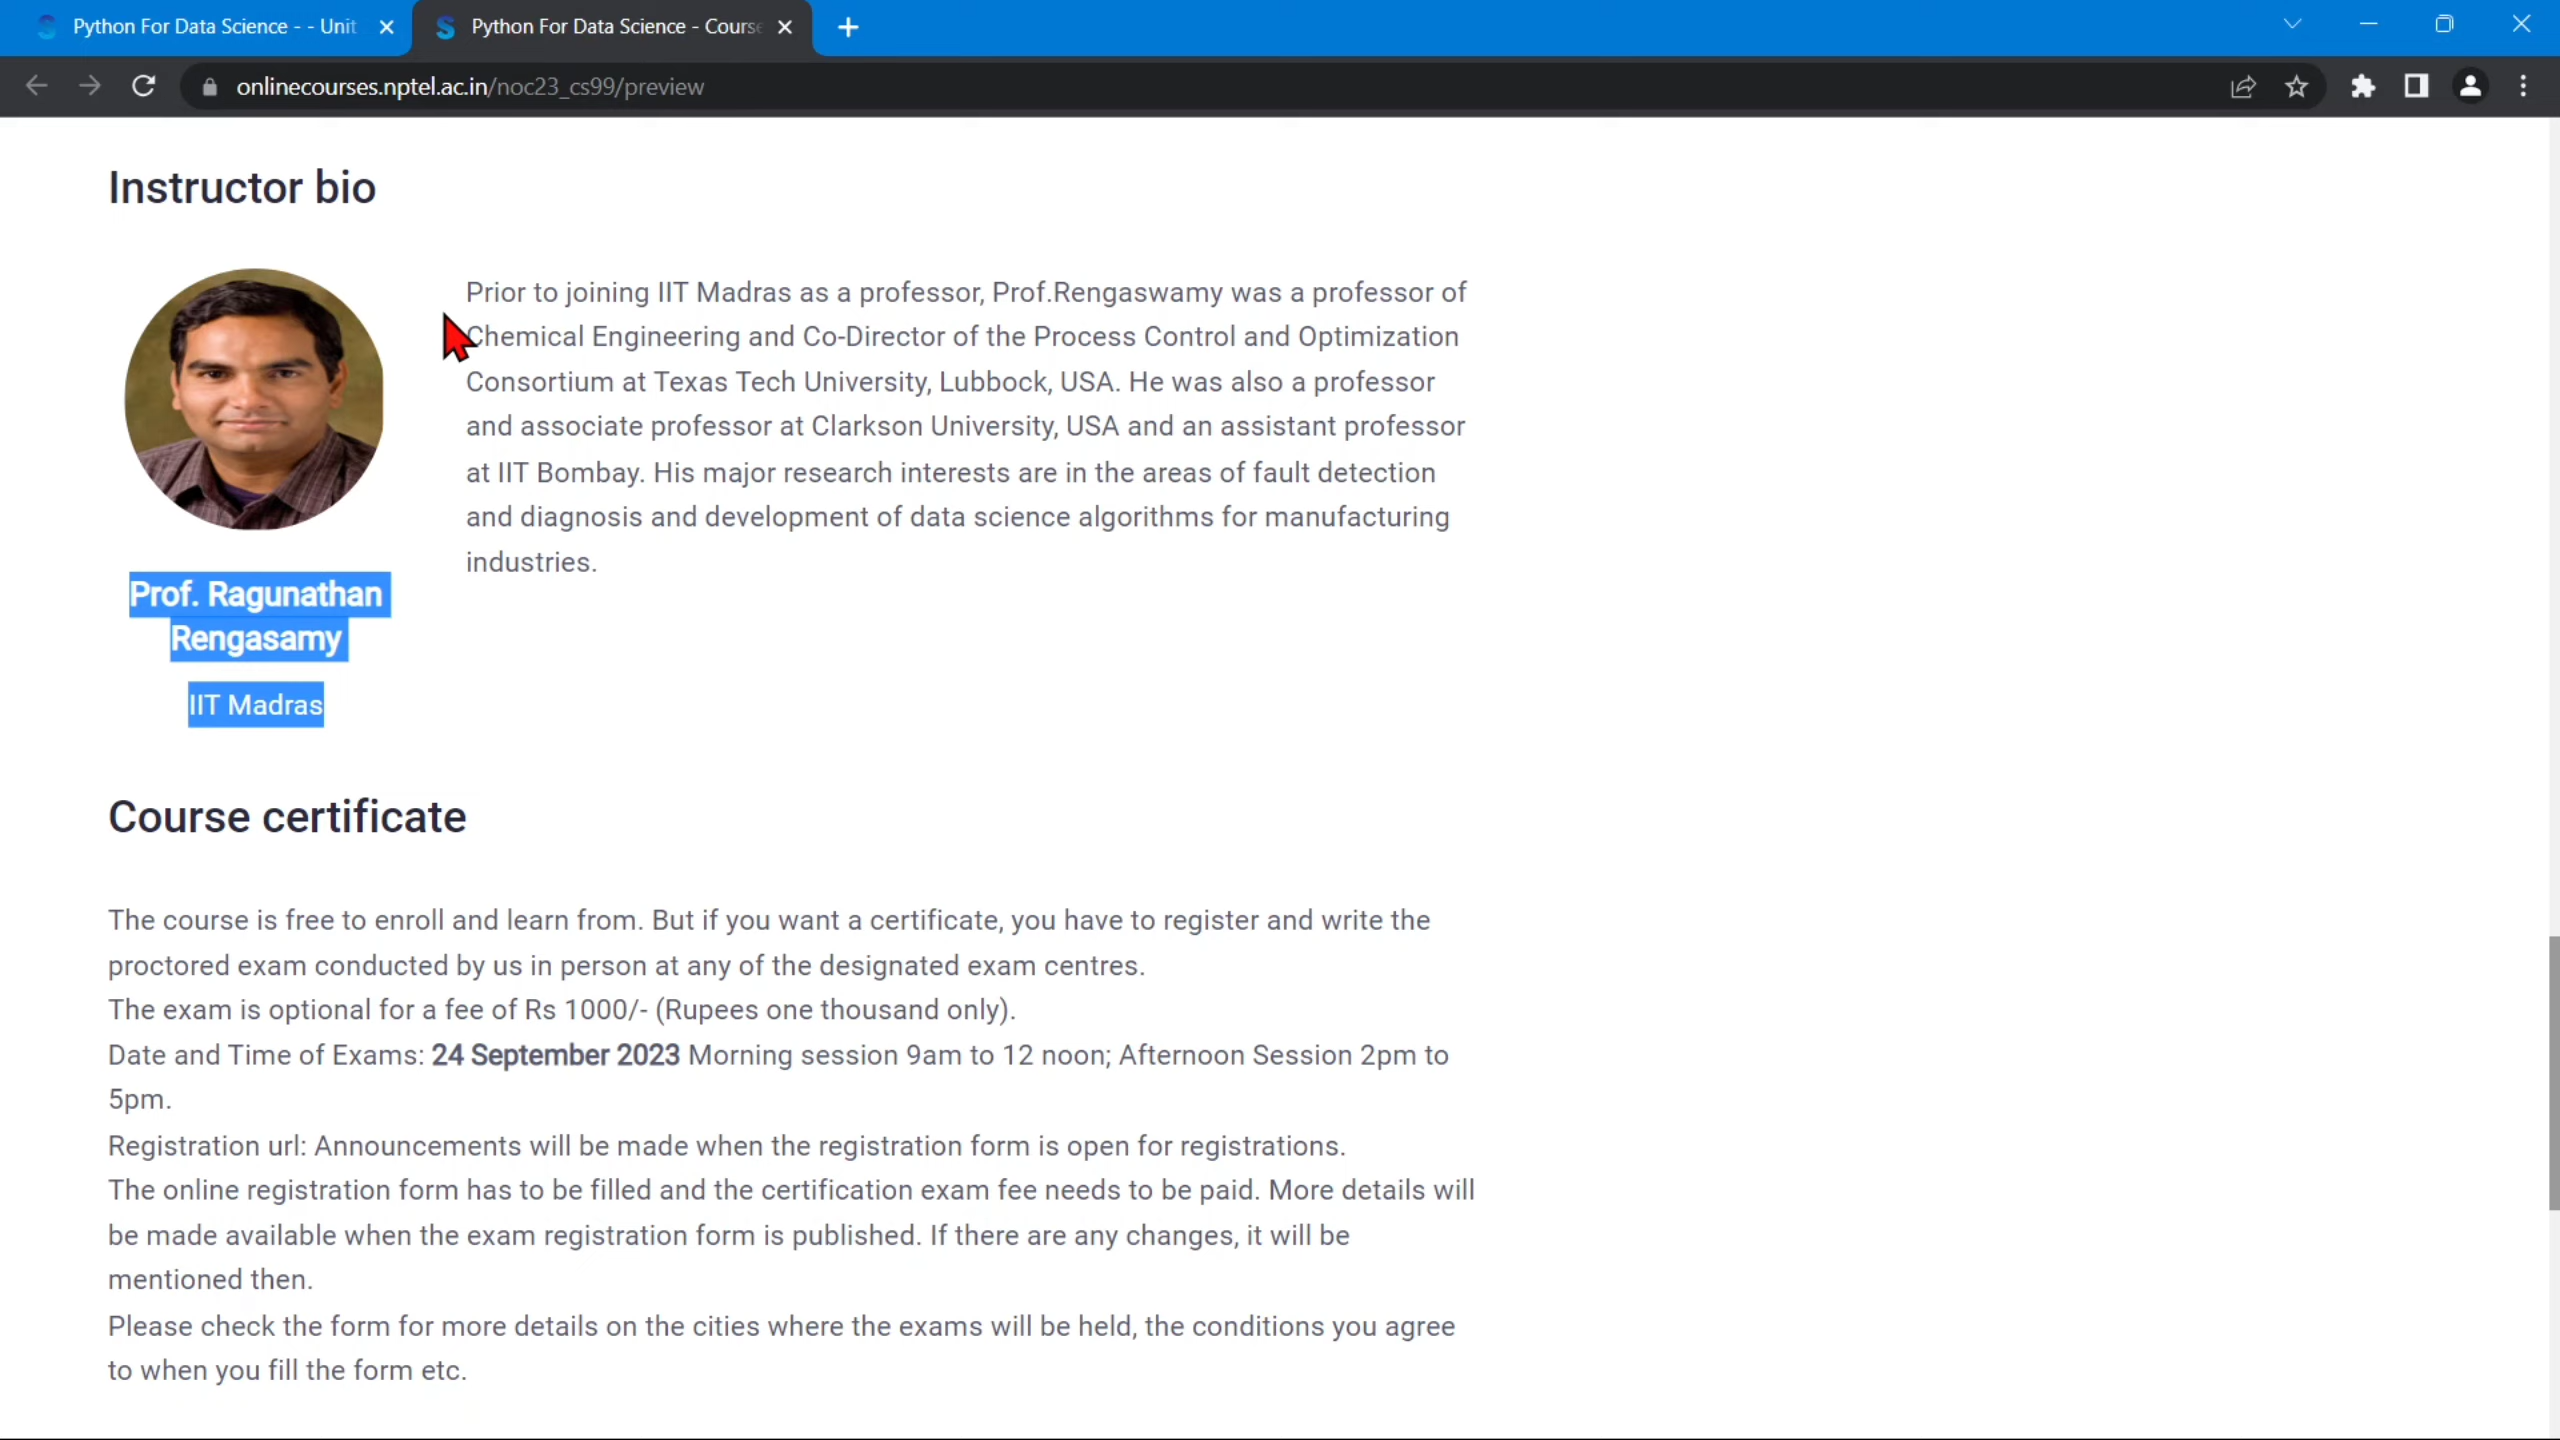 Python For Data Science - - Unit
Python For Data Science - Course
onlinecourses.nptel.ac.in/noc23_cs99/preview
Instructor bio
Prior to joining IIT Madras as a professor, Prof.Rengaswamy was a professor of
Chemical Engineering and Co-Director of the Process Control and Optimization
Consortium at Texas Tech University, Lubbock, USA. He was also a professor
and associate professor at Clarkson University, USA and an assistant professor
at IIT Bombay. His major research interests are in the areas of fault detection
and diagnosis and development of data science algorithms for manufacturing
industries.
Prof. Ragunathan
Rengasamy
IIT Madras
Course certificate
The course is free to enroll and learn from. But if you want a certificate, you have to register and write the
proctored exam conducted by us in person at any of the designated exam centres.
The exam is optional for a fee of Rs 1000/- (Rupees one thousand only).
Date and Time of Exams: 24 September 2023 Morning session 9am to 12 noon; Afternoon Session 2pm to
5pm.
Registration url: Announcements will be made when the registration form is open for registrations.
The online registration form has to be filled and the certification exam fee needs to be paid. More details will
be made available when the exam registration form is published. If there are any changes, it will be
mentioned then.
Please check the form for more details on the cities where the exams will be held, the conditions you agree
to when you fill the form etc.